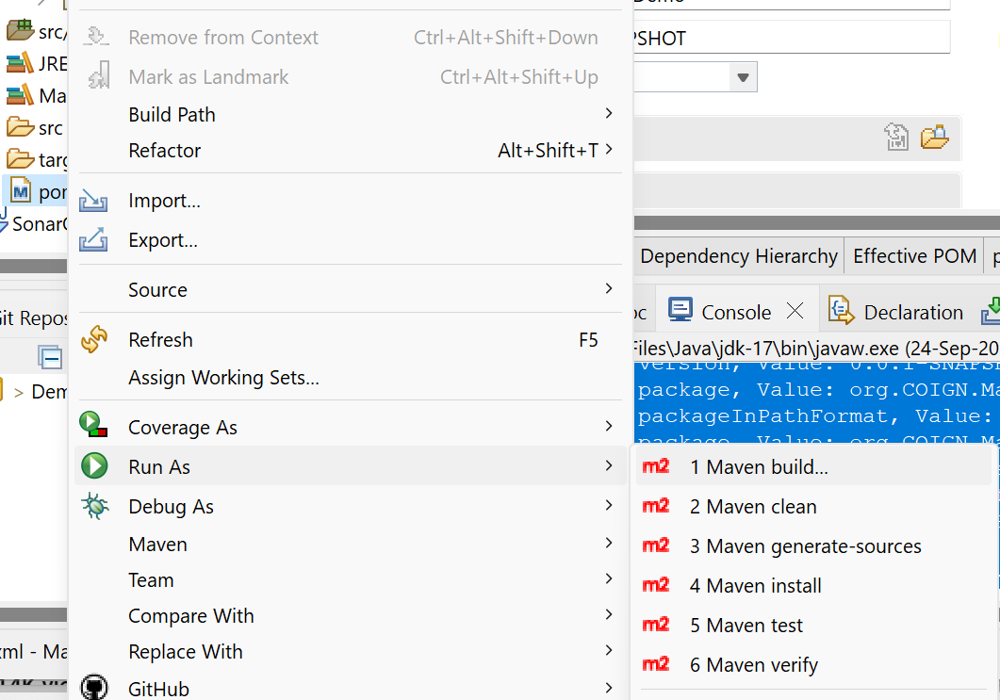 Demo
src/
Remove from Context Ctrl+Alt+Shift+Down
PSHOT
JRE
Mark as Landmark Ctrl+Alt+Shift+Up
Ma
Build Path
src
Refactor Alt+Shift+T
targ
pon
Import...
SonarQ
Export...
Dependency Hierarchy Effective POM p
Source
Git Repos
oc Console Declaration
Refresh F5
Files\Java\jdk-17\bin\javaw.exe (24-Sep-20
version, Value: 0.0.1-SNAPSH
Assign Working Sets...
> Dem
package, Value: org.COIGN.Ma
packageInPathFormat, Value:
Coverage As
package, Value: org.COIGN.Ma
Run As
m2 1 Maven build...
Debug As
m2 2 Maven clean
Maven
m2 3 Maven generate-sources
Team
m2 4 Maven install
Compare With
m2 5 Maven test
Replace With
xml - Ma
m2 6 Maven verify
GitHub